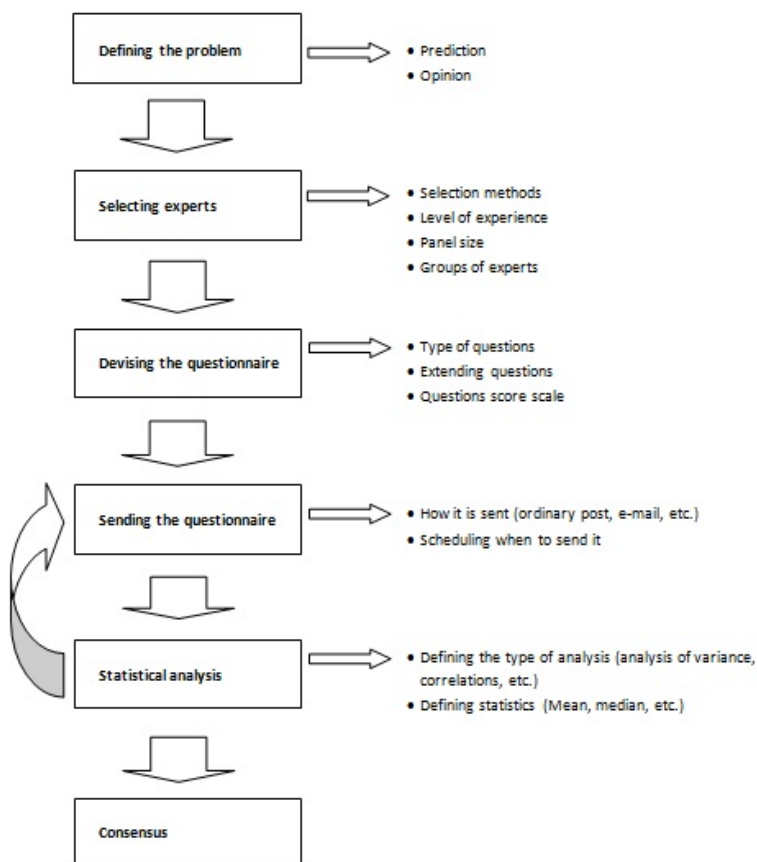 Defining the problem
• Prediction
• Opinion
Selecting experts
• Selection methods
• Level of experience
• Panel size
• Groups of experts
Devising the questionnaire
• Type of questions
• Extending questions
• Questions score scale
Sending the questionnaire
• How it is sent (ordinary post, e-mail, etc.)
• Scheduling when to send it
Statistical analysis
• Defining the type of analysis (analysis of variance,
correlations, etc.)
• Defining statistics (Mean, median, etc.)
Consensus